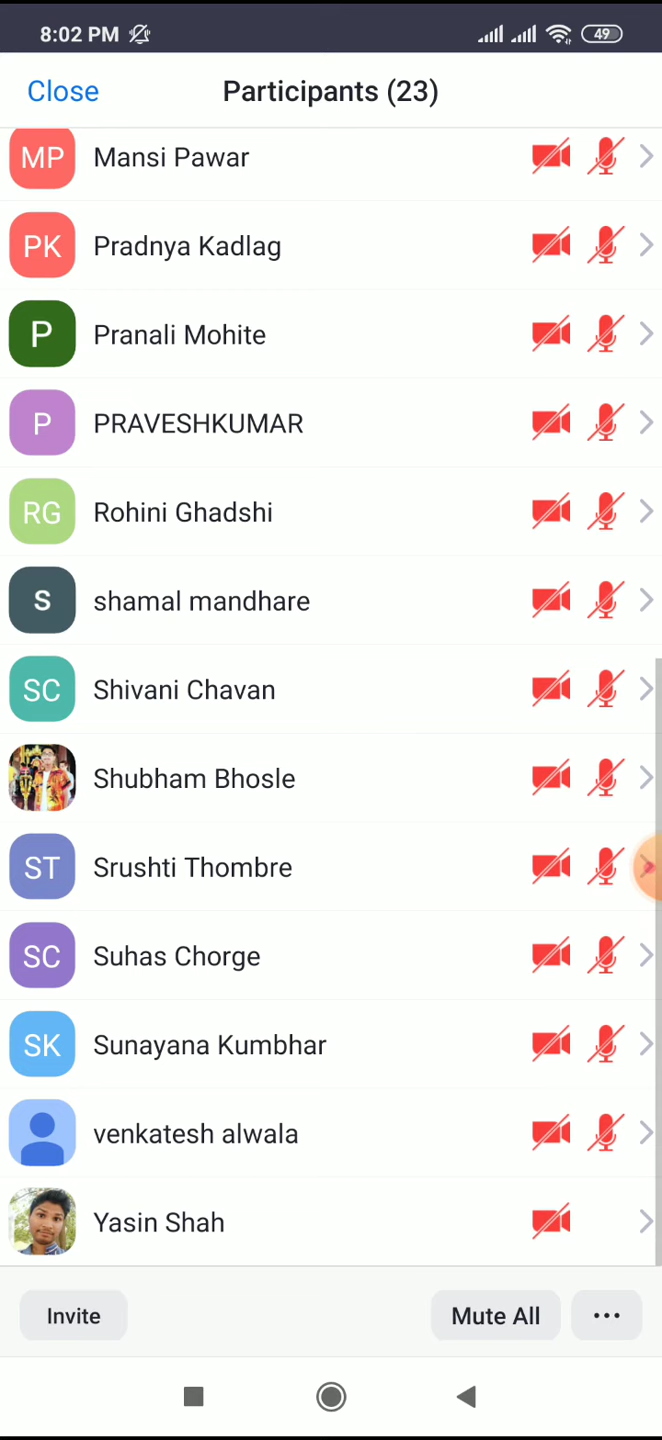 8:02 PM 49
Close Participants (23)
MP Mansi Pawar
PK Pradnya Kadlag
P Pranali Mohite
P PRAVESHKUMAR
RG Rohini Ghadshi
S shamal mandhare
SC Shivani Chavan
Shubham Bhosle
ST Srushti Thombre
SC Suhas Chorge
SK Sunayana Kumbhar
venkatesh alwala
Yasin Shah
Invite Mute All ...